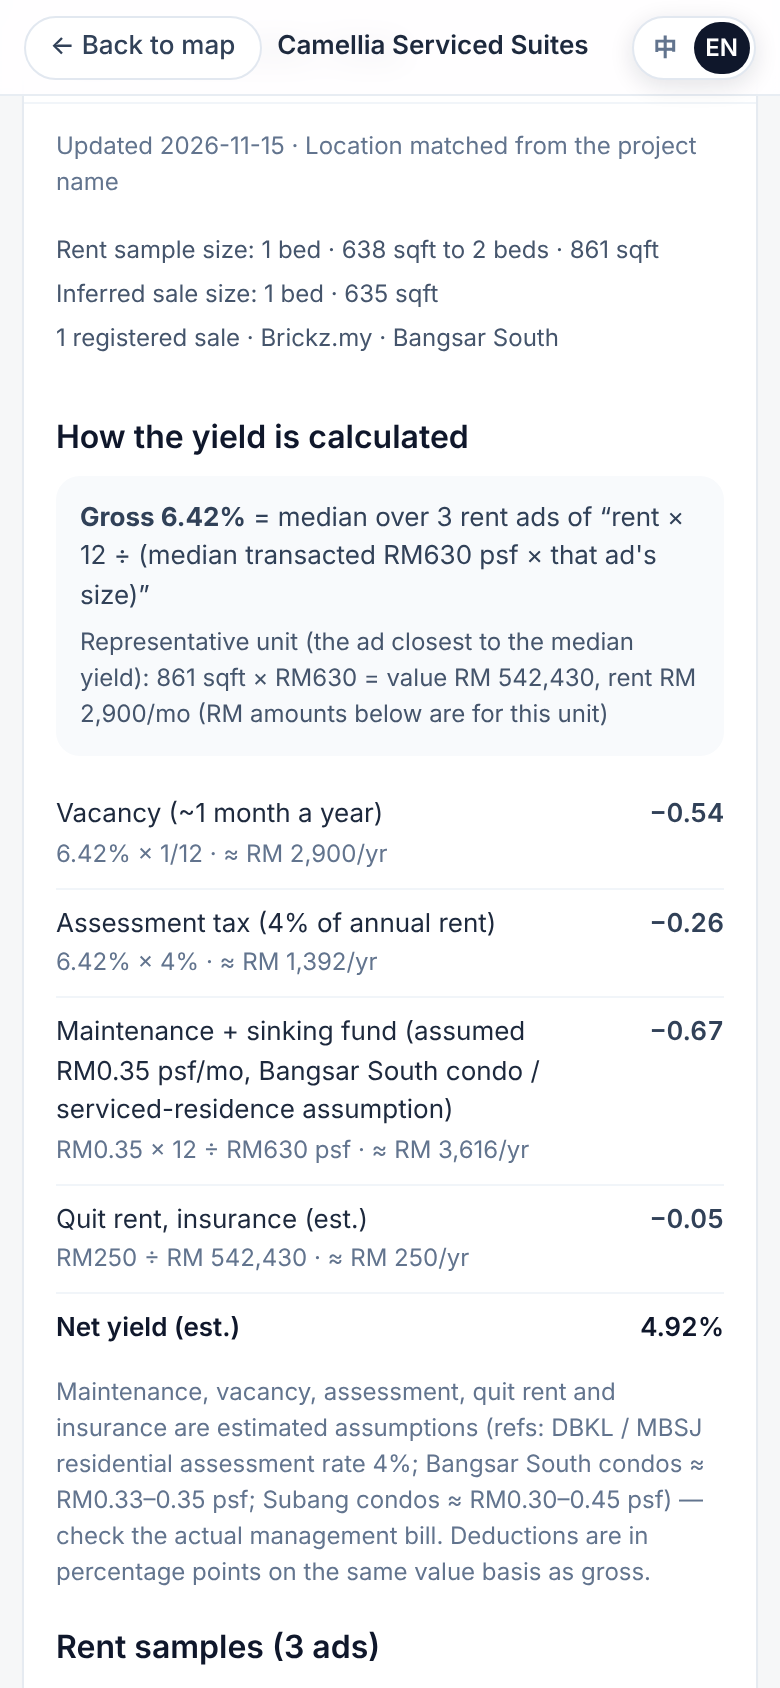 ← Back to map
Camellia Serviced Suites
中 EN
Updated 2026-11-15 · Location matched from the project
name
Rent sample size: 1 bed · 638 sqft to 2 beds · 861 sqft
Inferred sale size: 1 bed · 635 sqft
1 registered sale · Brickz.my · Bangsar South
How the yield is calculated
Gross 6.42% = median over 3 rent ads of “rent ×
12 ÷ (median transacted RM630 psf × that ad's
size)”
Representative unit (the ad closest to the median
yield): 861 sqft × RM630 = value RM 542,430, rent RM
2,900/mo (RM amounts below are for this unit)
Vacancy (~1 month a year) −0.54
6.42% × 1/12 · ≈ RM 2,900/yr
Assessment tax (4% of annual rent) −0.26
6.42% × 4% · ≈ RM 1,392/yr
Maintenance + sinking fund (assumed −0.67
RM0.35 psf/mo, Bangsar South condo /
serviced-residence assumption)
RM0.35 × 12 ÷ RM630 psf · ≈ RM 3,616/yr
Quit rent, insurance (est.) −0.05
RM250 ÷ RM 542,430 · ≈ RM 250/yr
Net yield (est.) 4.92%
Maintenance, vacancy, assessment, quit rent and
insurance are estimated assumptions (refs: DBKL / MBSJ
residential assessment rate 4%; Bangsar South condos ≈
RM0.33–0.35 psf; Subang condos ≈ RM0.30–0.45 psf) —
check the actual management bill. Deductions are in
percentage points on the same value basis as gross.
Rent samples (3 ads)